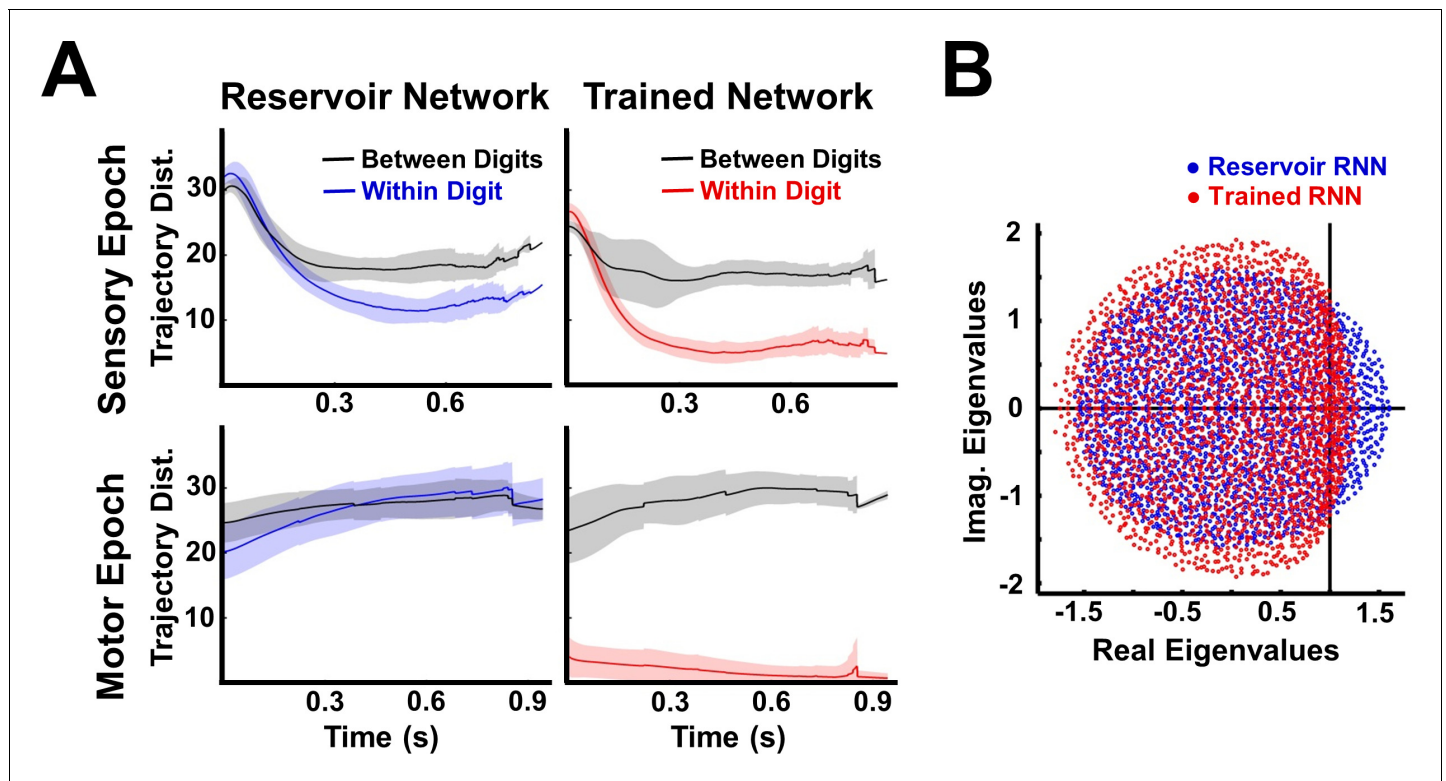 A
Reservoir Network
Trained Network
Sensory Epoch
Trajectory Dist.
30
20
10
Between Digits
Within Digit
0.3
0.6
Between Digits
Within Digit
0.3
0.6
Motor Epoch
Trajectory Dist.
30
20
10
0.3
0.6
0.9
Time (s)
0.3
0.6
0.9
Time (s)
B
Reservoir RNN
Trained RNN
Imag. Eigenvalues
2
1
0
-1
-2
-1.5
-0.5
0.5
1.5
Real Eigenvalues